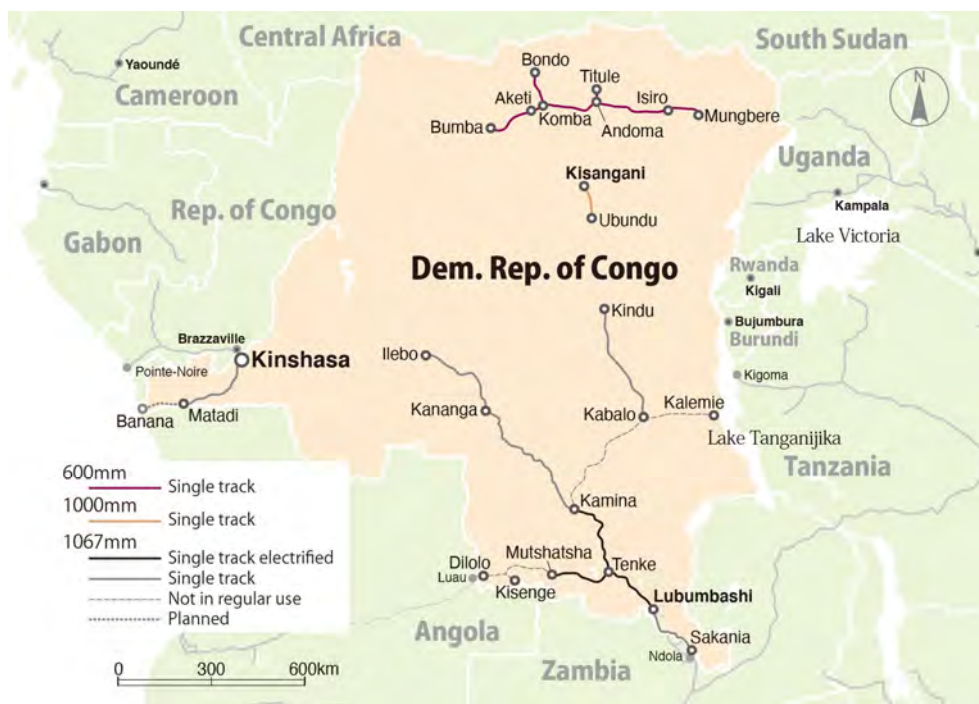 Central Africa
South Sudan
Yaoundé
Cameroon
Bondo
Titule
Aketi
Isiro
Komba
Mungbere
Bumba
Andoma
N
Uganda
Kisangani
Kampala
Rep. of Congo
Ubundu
Lake Victoria
Gabon
Dem. Rep. of Congo
Rwanda
Kigali
Kindu
Bujumbura
Burundi
Brazzaville
Ilebo
Kinshasa
Pointe-Noire
Kigoma
Kananga
Kabalo
Kalemie
Banana
Matadi
Lake Tanganijika
Tanzania
600mm
Single track
1000mm
Single track
1067mm
Single track electrified
Single track
Not in regular use
Planned
Kamina
Mutshatsha
Dilolo
Tenke
Luau
Kisenge
Lubumbashi
Angola
Sakania
Ndola
Zambia
0 300 600km